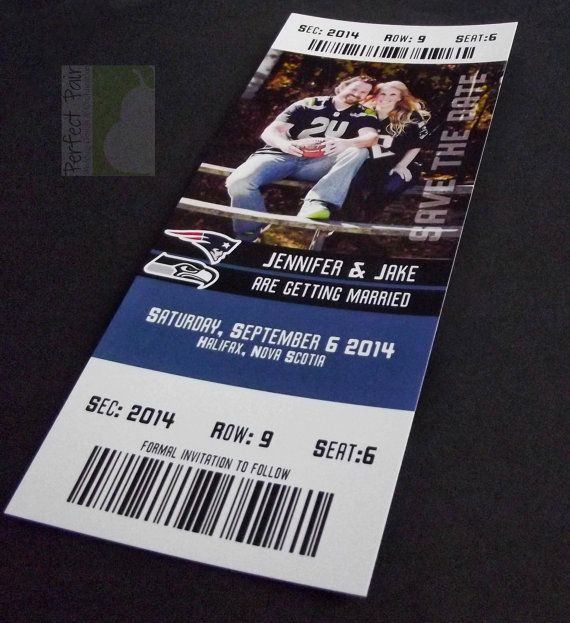 SEC: 2014 ROW: 9 SEAT:6
Perfect Pair
24
SAVE THE DATE
JENNIFER & JAKE
ARE GETTING MARRIED
SATURDAY, SEPTEMBER 6 2014
HALIFAX, NOVA SCOTIA
SEC: 2014 ROW: 9 SEAT:6
FORMAL INVITATION TO FOLLOW